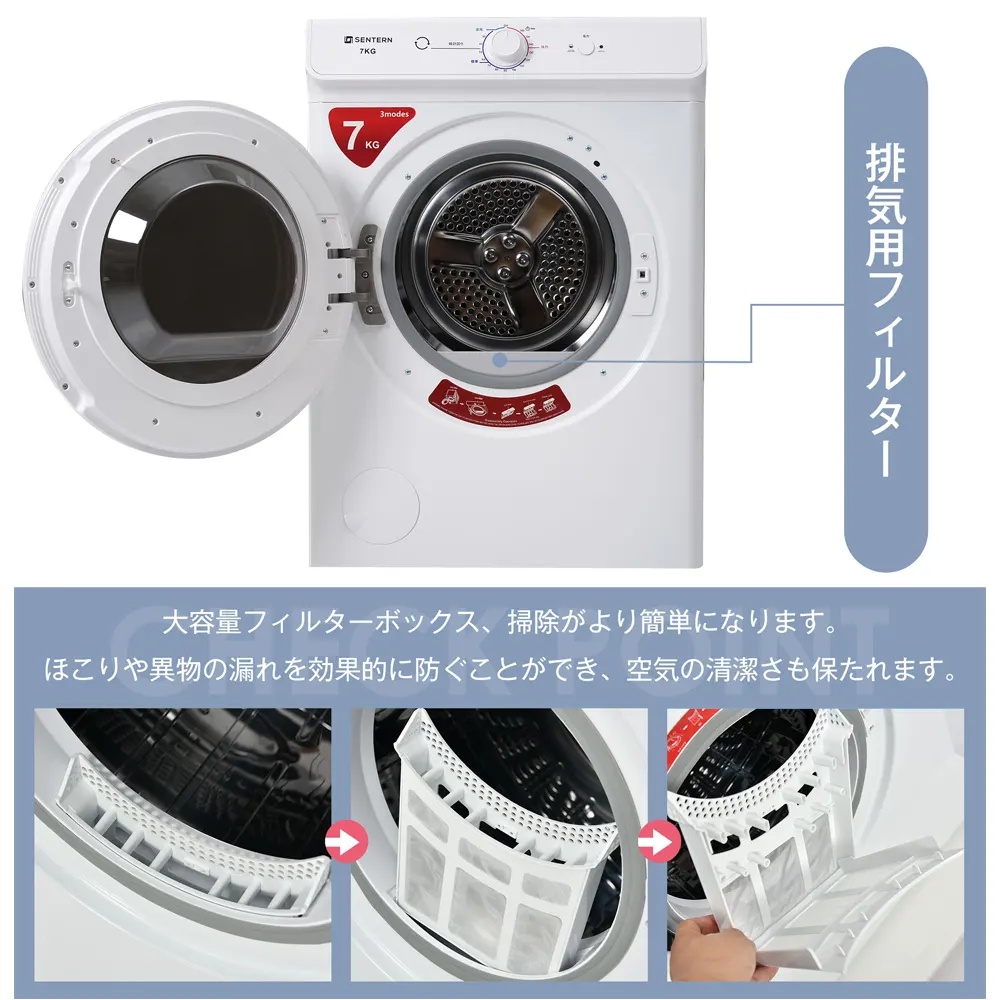 SENTERN
7KG
3modes
7
KG
排気用フィルター
CHECK POINT
大容量フィルターボックス、掃除がより簡単になります。
ほこりや異物の漏れを効果的に防ぐことができ、空気の清潔さも保たれます。